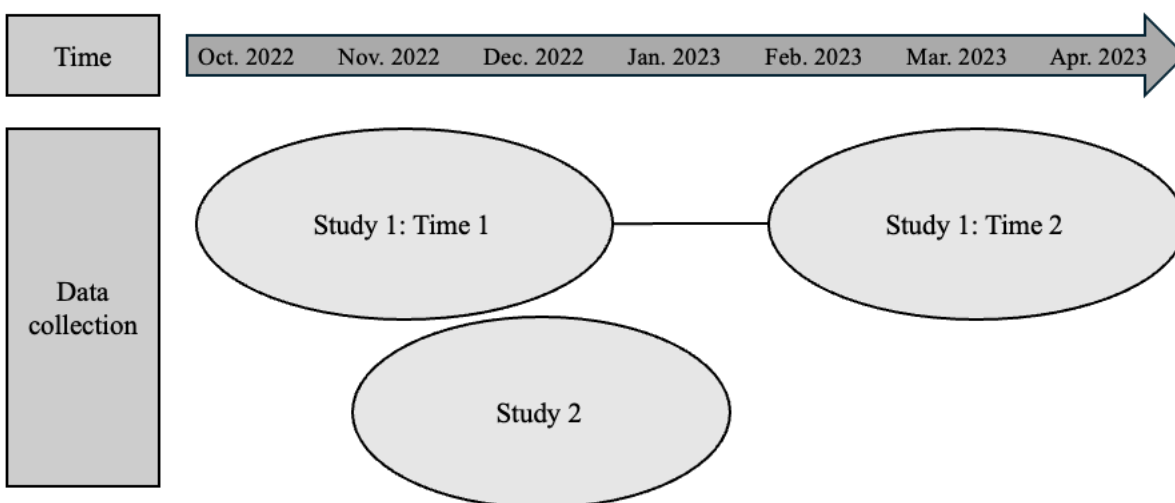 Time
Oct. 2022 Nov. 2022 Dec. 2022 Jan. 2023 Feb. 2023 Mar. 2023 Apr. 2023
Study 1: Time 1
Study 1: Time 2
Data
collection
Study 2